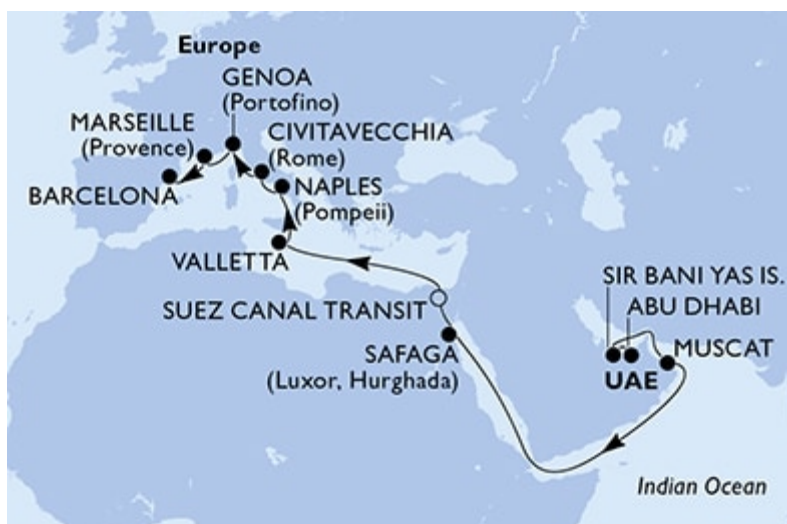 Europe
GENOA
(Portofino)
MARSEILLE
(Provence)
CIVITAVECCHIA
(Rome)
BARCELONA
NAPLES
(Pompeii)
VALLETTA
SUEZ CANAL TRANSIT
SAFAGA
(Luxor, Hurghada)
SIR BANI YAS IS.
ABU DHABI
MUSCAT
UAE
Indian Ocean